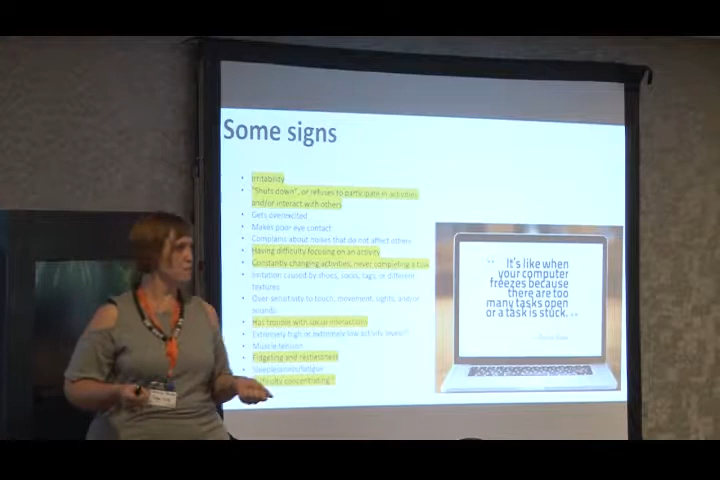 Some signs
• Irritability
• "Shuts down", or refuses to participate in activities
and/or interact with others
• Gets overexcited
• Makes poor eye contact
• Complains about noises that do not affect others
• Having difficulty focusing on an activity
• Constantly changing activities, never completing a task
• Irritation caused by shoes, socks, tags, or different
textures
• Over-sensitivity to touch, movement, sights, and/or
sounds
• Has trouble with social interactions
• Extremely high or extremely low activity levels
• Muscle tension
• Fidgeting and restlessness
• Sleeplessness/fatigue
concentrating
" It's like when
your computer
freezes because
there are too
many tasks open
or a task is stuck. "